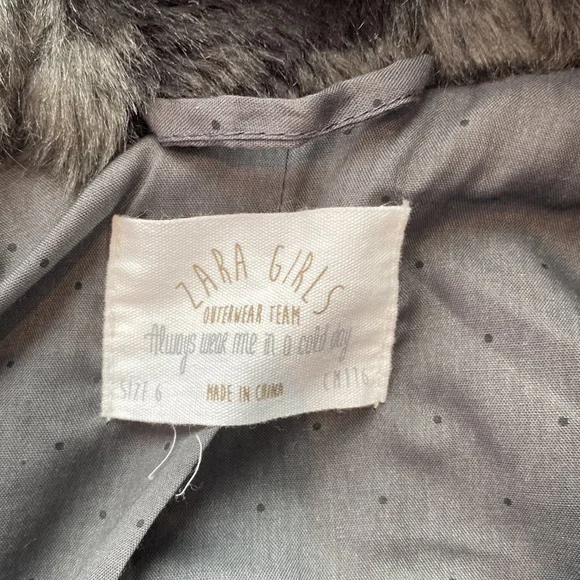 ZARA GIRLS
OUTERWEAR TEAM
Always wear me in a cold day
SIZE 6 MADE IN CHINA CM 116